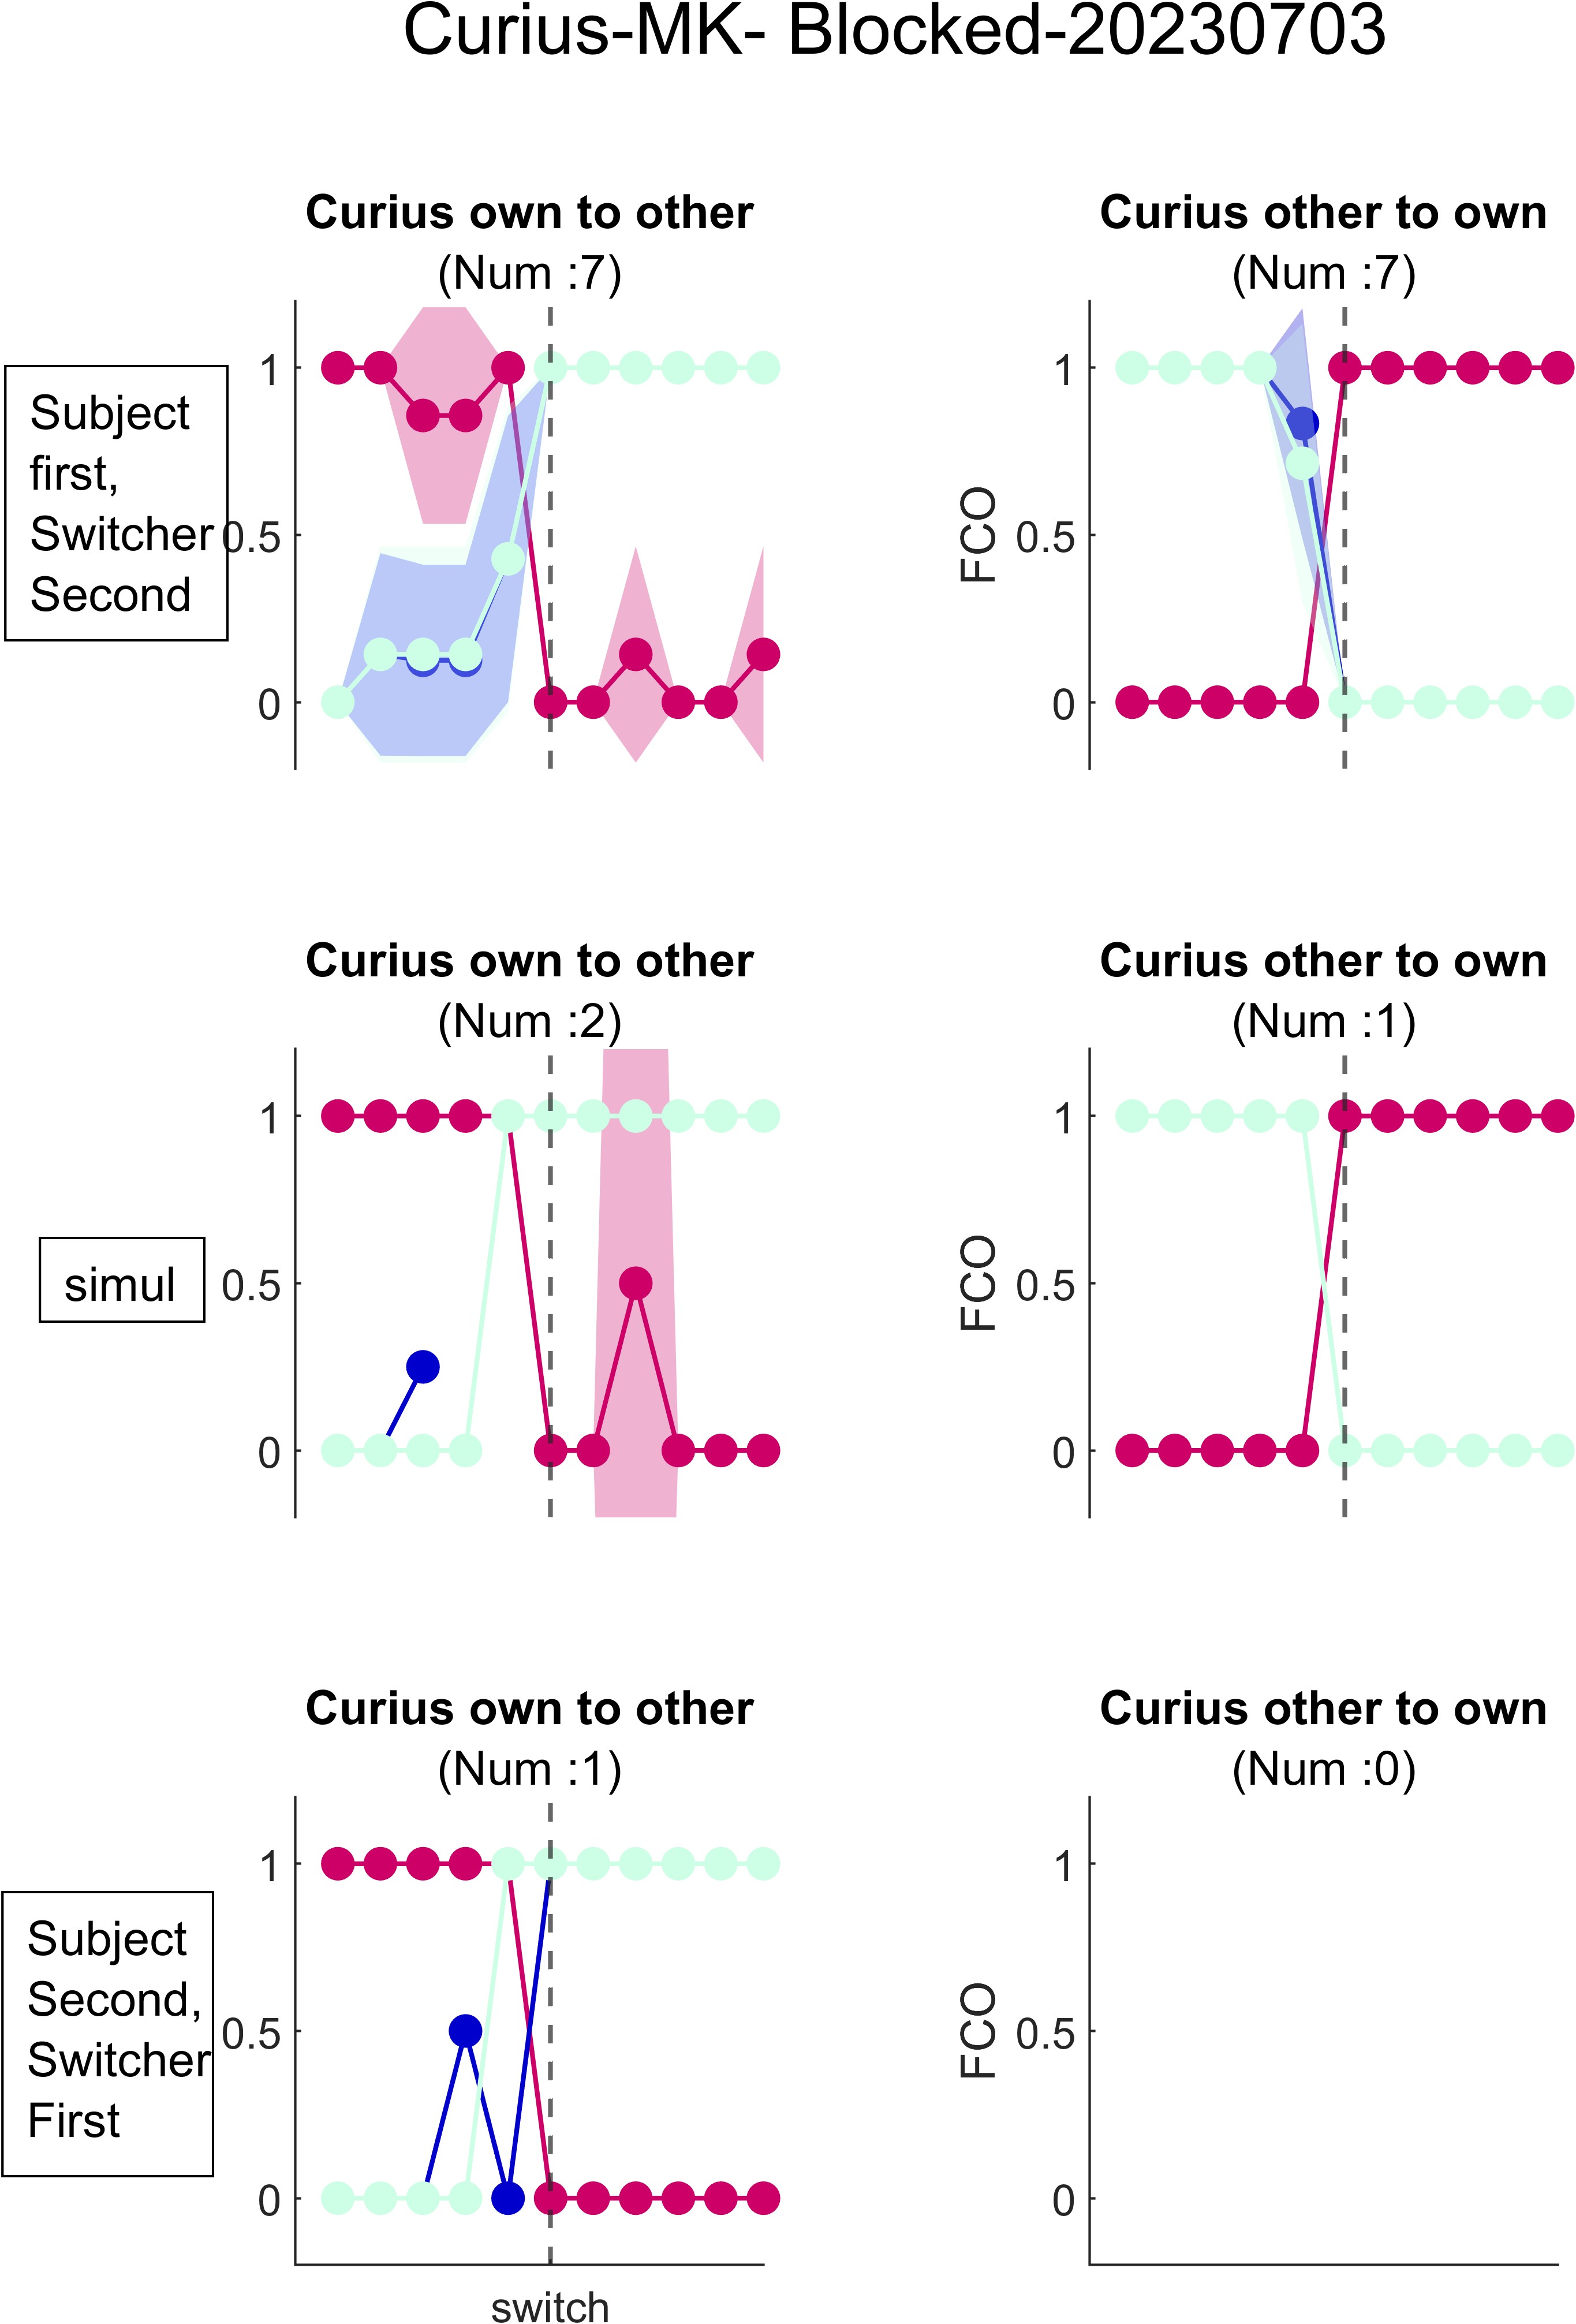 Curius-MK- Blocked-20230703
Curius own to other
(Num :7)
Curius other to own
(Num :7)
Subject
first,
Switcher
Second
1
0.5
0
FCO
1
0.5
0
Curius own to other
(Num :2)
Curius other to own
(Num :1)
simul
1
0.5
0
FCO
1
0.5
0
Curius own to other
(Num :1)
Curius other to own
(Num :0)
Subject
Second,
Switcher
First
1
0.5
0
FCO
1
0.5
0
switch